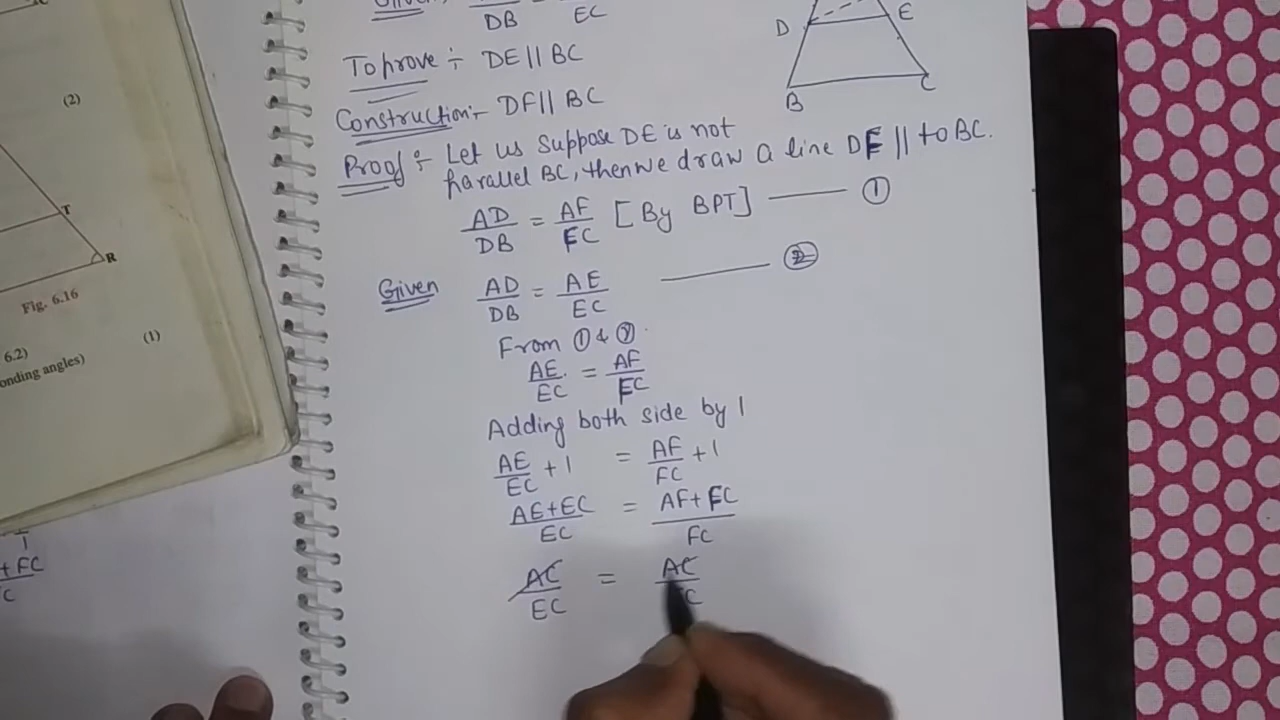 DB EC
To prove :- DE || BC
Construction:- DF || BC
Proof :- Let us suppose DE is not
parallel BC, then we draw a line DF || to BC.
AD/DB = AF/FC [By BPT] ——— ①
Given AD/DB = AE/EC ——— ②
From ① & ②
AE/EC = AF/FC
Adding both side by 1
AE/EC + 1 = AF/FC + 1
AE+EC/EC = AF+FC/FC
AC/EC = AC
D E
B C
(2)
T
R
Fig. 6.16
(1)
6.2)
onding angles)
1
+ FC
C